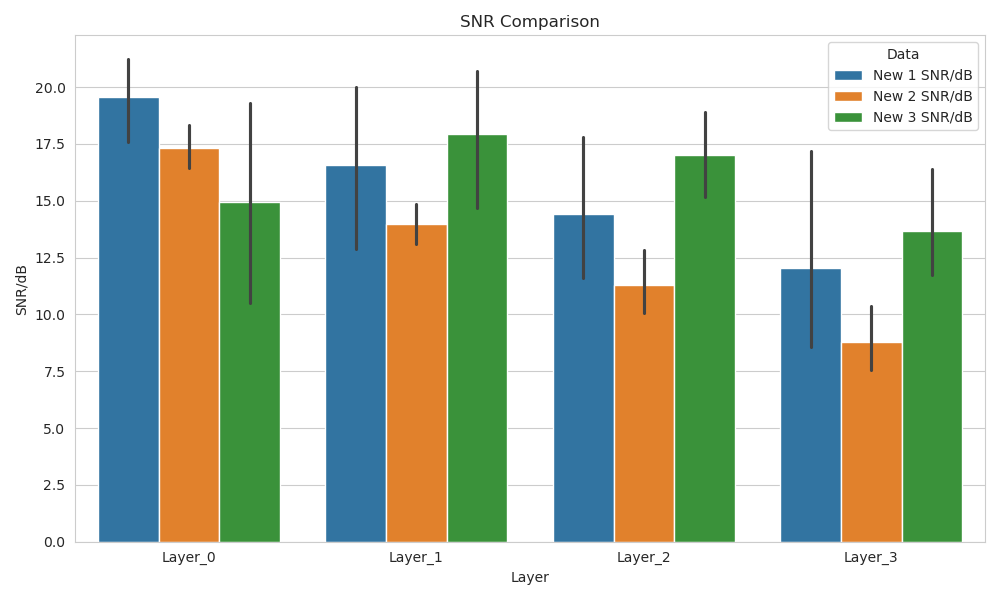 SNR Comparison
Data
New 1 SNR/dB
New 2 SNR/dB
New 3 SNR/dB
SNR/dB
20.0
17.5
15.0
12.5
10.0
7.5
5.0
2.5
0.0
Layer_0
Layer_1
Layer_2
Layer_3
Layer